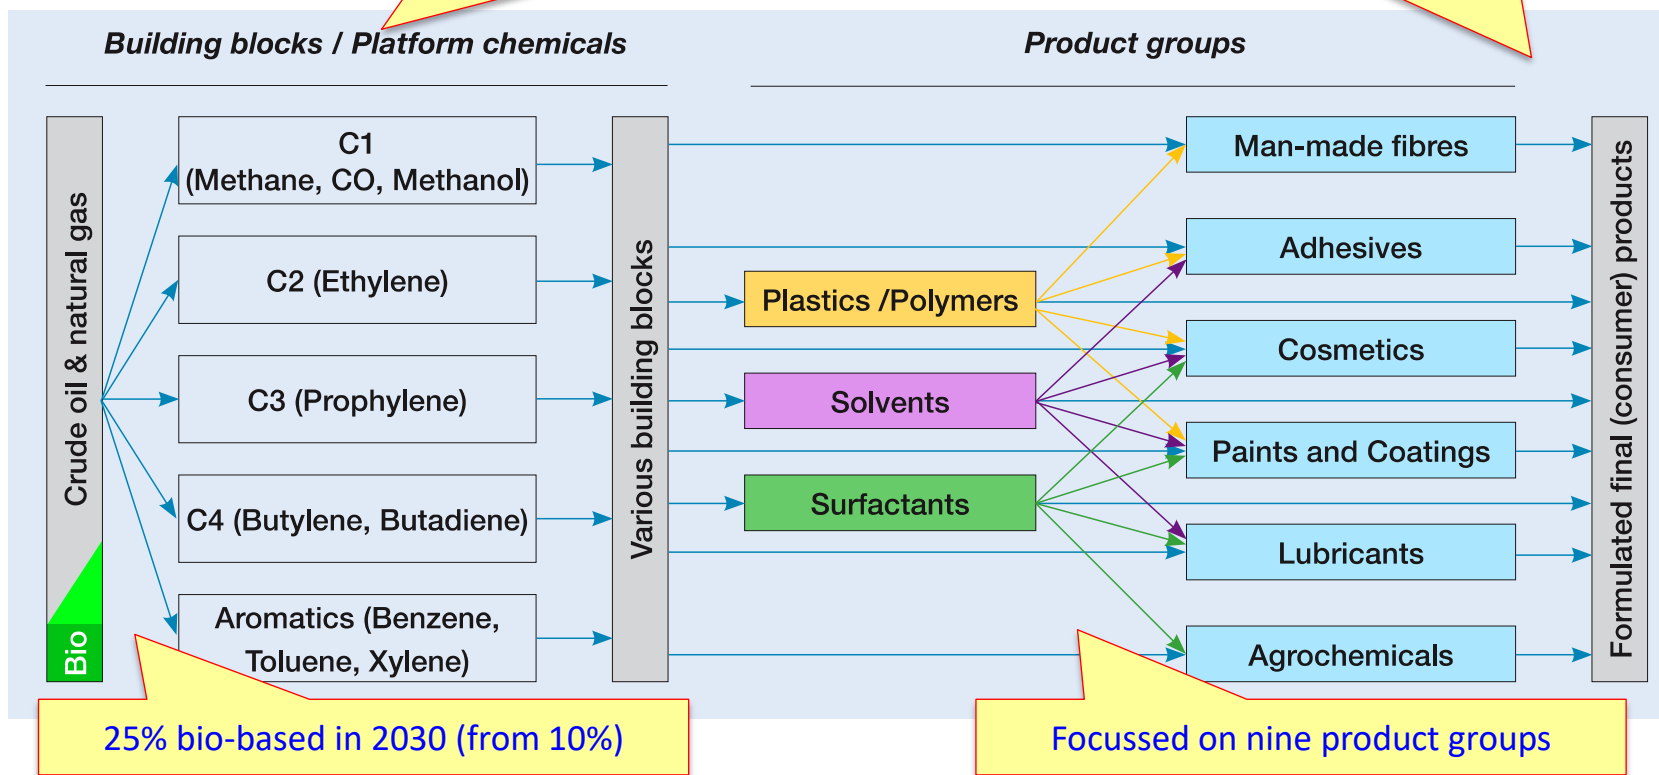 Building blocks / Platform chemicals
Product groups
Crude oil & natural gas
Bio
C1
(Methane, CO, Methanol)
C2 (Ethylene)
C3 (Prophylene)
C4 (Butylene, Butadiene)
Aromatics (Benzene,
Toluene, Xylene)
Various building blocks
Plastics /Polymers
Solvents
Surfactants
Man-made fibres
Adhesives
Cosmetics
Paints and Coatings
Lubricants
Agrochemicals
Formulated final (consumer) products
25% bio-based in 2030 (from 10%)
Focussed on nine product groups